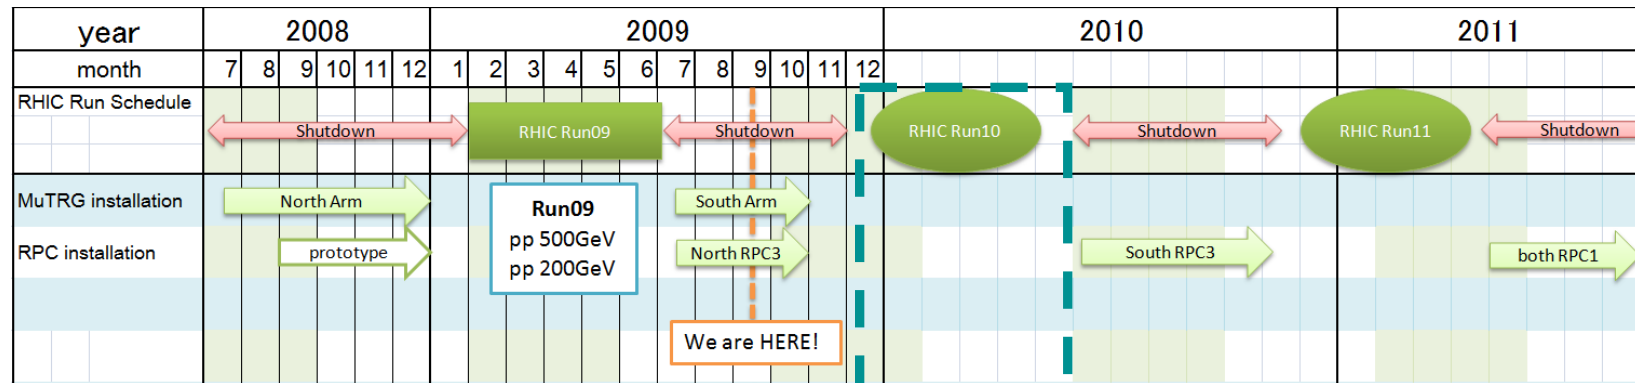 year 2008 2009 2010 2011
month 7 8 9 10 11 12 1 2 3 4 5 6 7 8 9 10 11 12
RHIC Run Schedule
Shutdown RHIC Run09 Shutdown RHIC Run10 Shutdown RHIC Run11 Shutdown
MuTRG installation North Arm South Arm
Run09
pp 500GeV
pp 200GeV
RPC installation prototype North RPC3 South RPC3 both RPC1
We are HERE!